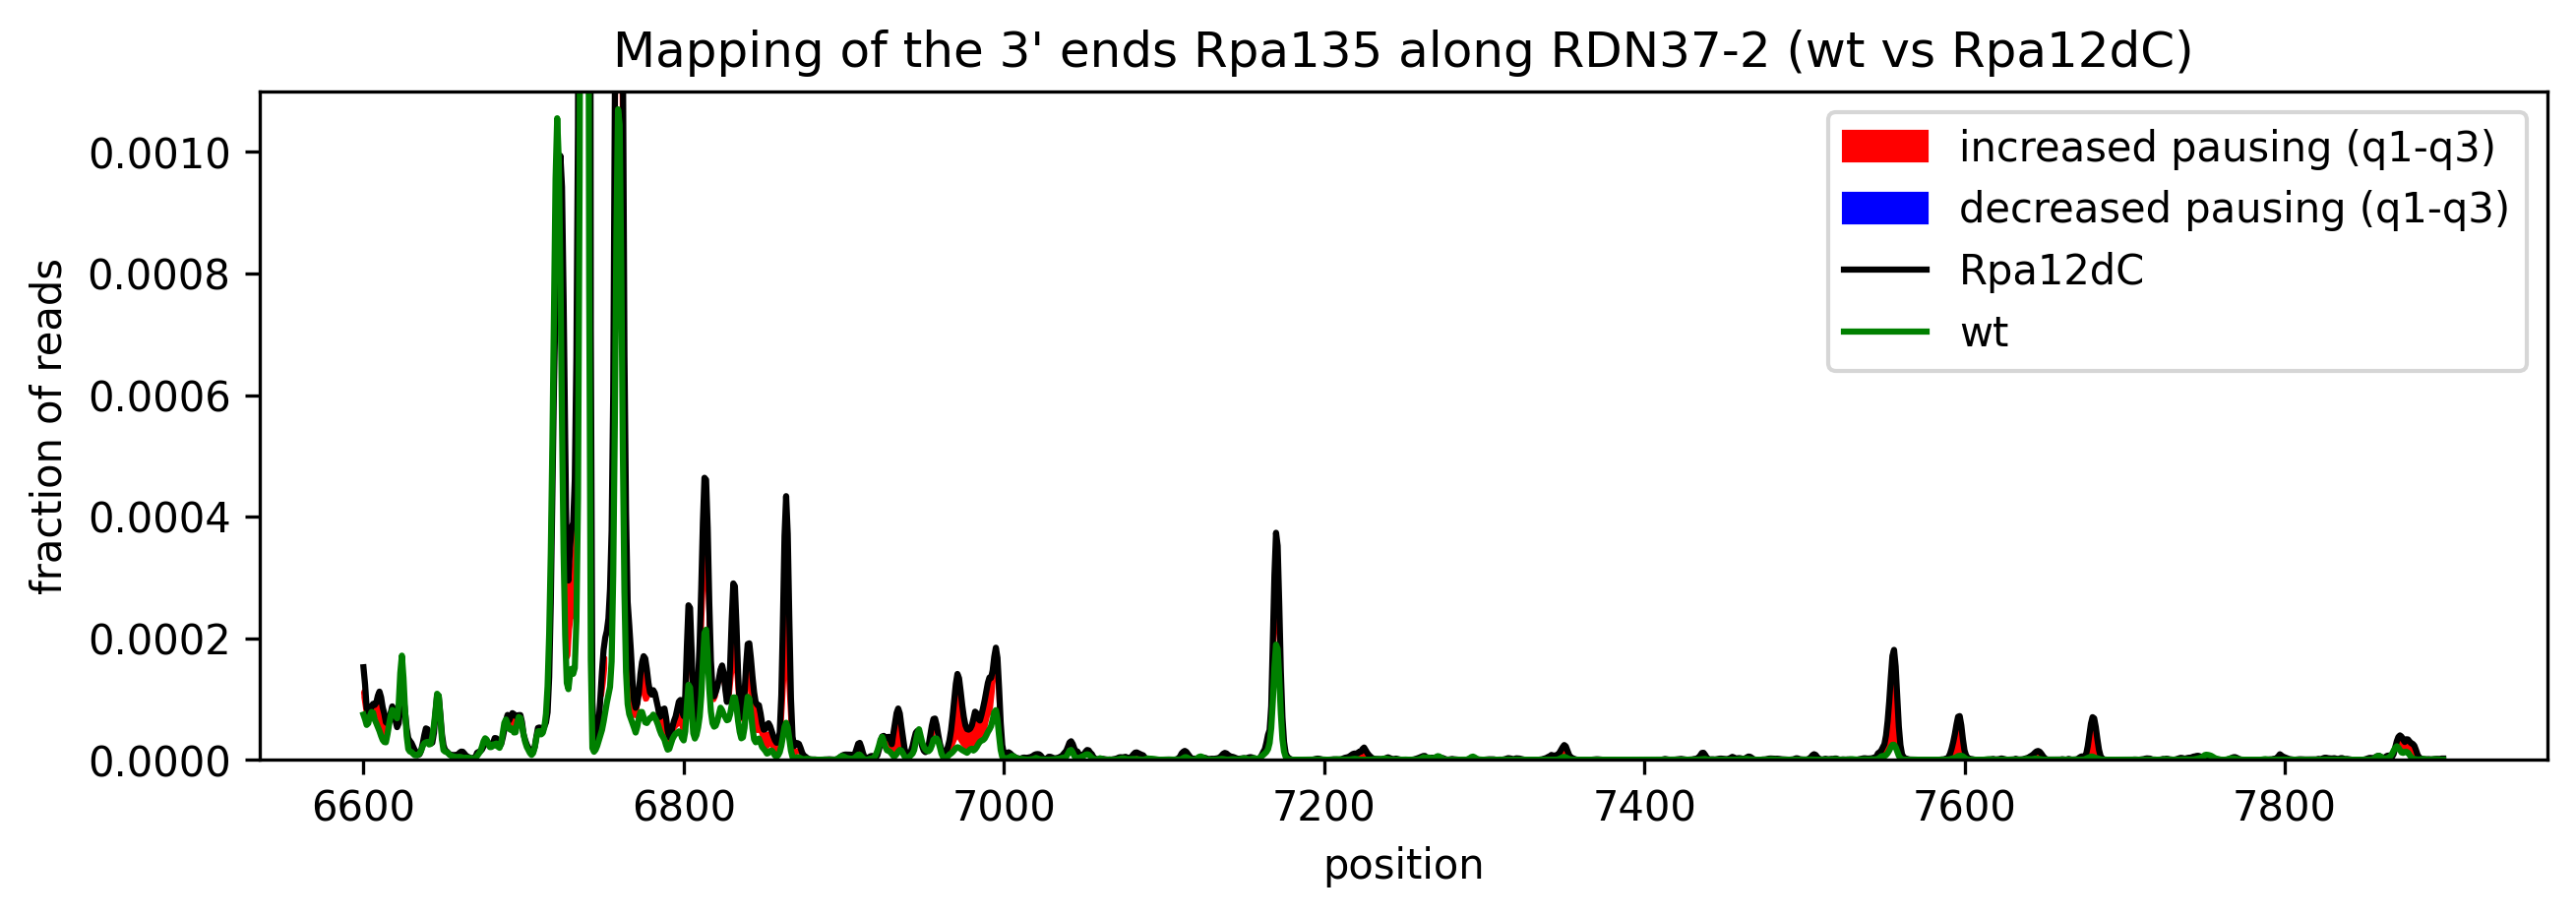 Mapping of the 3' ends Rpa135 along RDN37-2 (wt vs Rpa12dC)
increased pausing (q1-q3)
decreased pausing (q1-q3)
Rpa12dC
wt
fraction of reads
0.0010
0.0008
0.0006
0.0004
0.0002
0.0000
6600 6800 7000 7200 7400 7600 7800
position